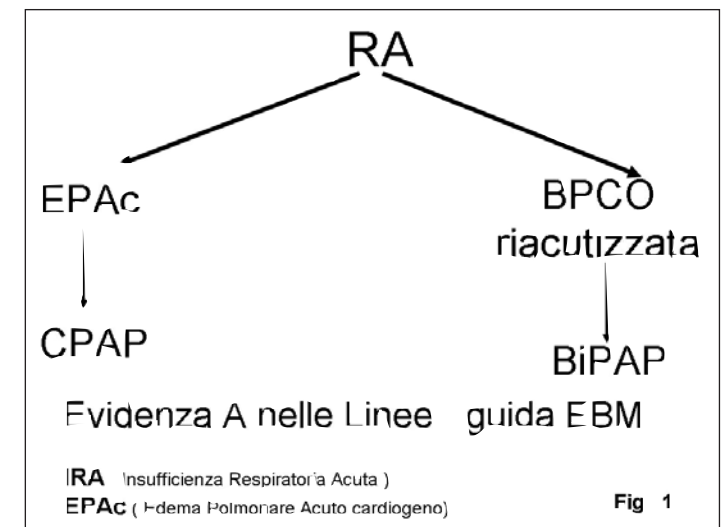 RA
EPAc
BPCO
riacutizzata
CPAP
BiPAP
Evidenza A nelle Linee guida EBM
IRA Insufficienza Respiratoria Acuta )
EPAc ( Edema Polmonare Acuto cardiogeno)
Fig 1